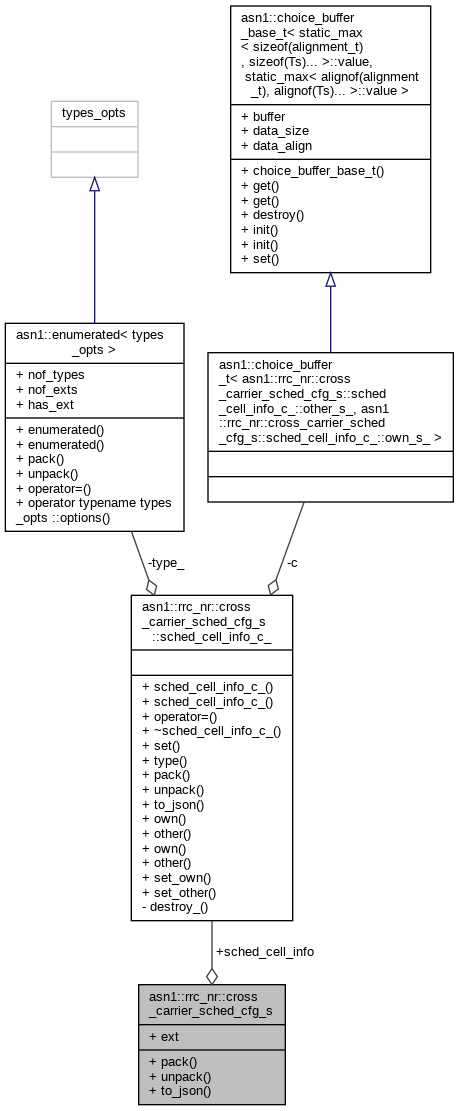 asn1::choice_buffer
_base_t< static_max
< sizeof(alignment_t)
, sizeof(Ts)... >::value,
static_max< alignof(alignment
_t), alignof(Ts)... >::value >
+ buffer
+ data_size
+ data_align
+ choice_buffer_base_t()
+ get()
+ get()
+ destroy()
+ init()
+ init()
+ set()
types_opts
asn1::enumerated< types
_opts >
+ nof_types
+ nof_exts
+ has_ext
+ enumerated()
+ enumerated()
+ pack()
+ unpack()
+ operator=()
+ operator typename types
_opts ::options()
asn1::choice_buffer
_t< asn1::rrc_nr::cross
_carrier_sched_cfg_s::sched
_cell_info_c_::other_s_, asn1
::rrc_nr::cross_carrier_sched
_cfg_s::sched_cell_info_c_::own_s_ >
-type_
-c
asn1::rrc_nr::cross
_carrier_sched_cfg_s
::sched_cell_info_c_
+ sched_cell_info_c_()
+ sched_cell_info_c_()
+ operator=()
+ ~sched_cell_info_c_()
+ set()
+ type()
+ pack()
+ unpack()
+ to_json()
+ own()
+ other()
+ own()
+ other()
+ set_own()
+ set_other()
- destroy_()
+sched_cell_info
asn1::rrc_nr::cross
_carrier_sched_cfg_s
+ ext
+ pack()
+ unpack()
+ to_json()